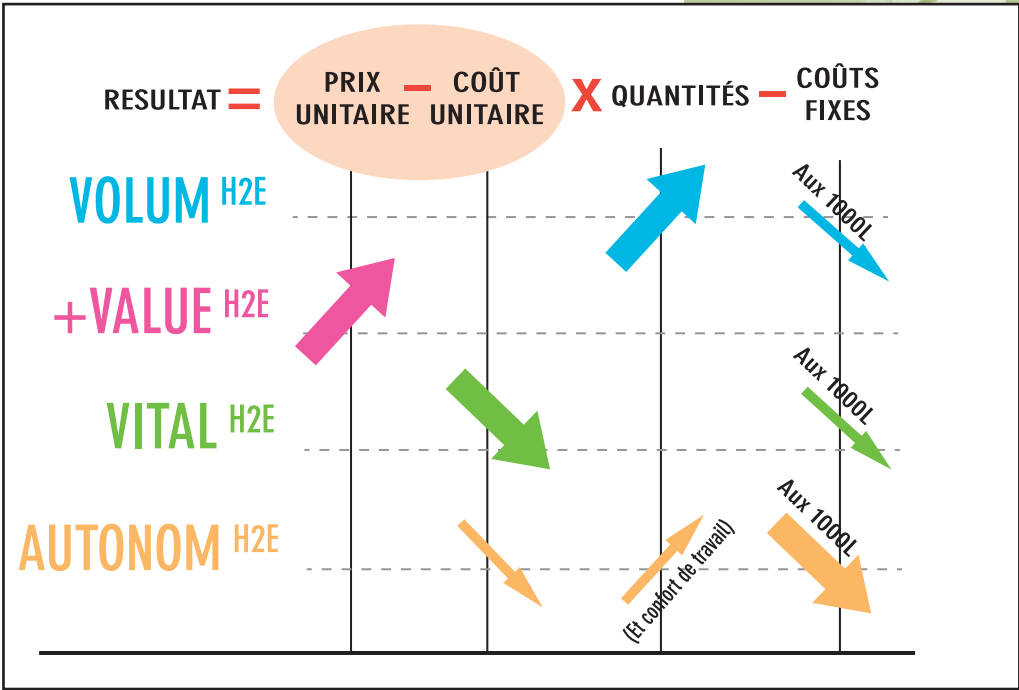 RESULTAT = PRIX UNITAIRE — COÛT UNITAIRE X QUANTITÉS — COÛTS FIXES
VOLUM H2E
Aux 1000L
+VALUE H2E
VITAL H2E
Aux 1000L
AUTONOM H2E
(Et confort de travail)
Aux 1000L